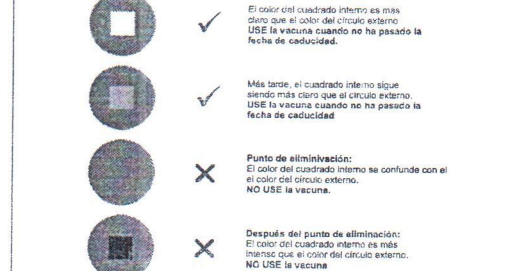 El color del cuadrado interno es más
claro que el color del círculo externo
USE la vacuna cuando no ha pasado la
fecha de caducidad.
Más tarde, el cuadrado interno sigue
siendo más claro que el circulo externo.
USE la vacuna cuando no ha pasado la
fecha de caducidad
Punto de eliminivación:
El color del cuadrado interno se confunde con el
el color del círculo externo.
NO USE la vacuna.
Después del punto de eliminación:
El color del cuadrado interno es más
intenso que el color del círculo externo.
NO USE la vacuna